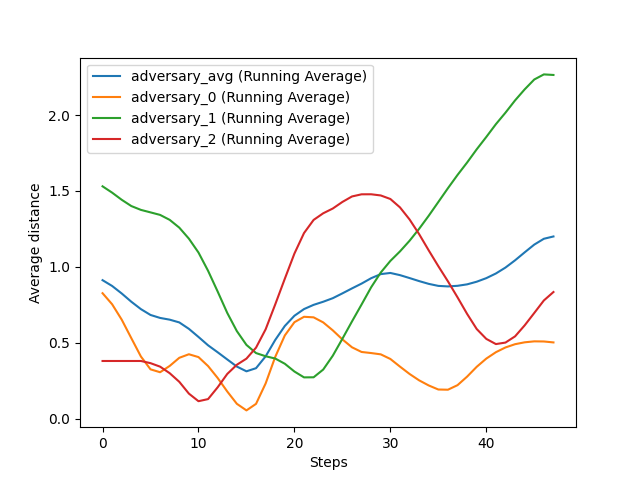 adversary_avg (Running Average)
adversary_0 (Running Average)
adversary_1 (Running Average)
adversary_2 (Running Average)
2.0
1.5
1.0
0.5
0.0
Average distance
0 10 20 30 40
Steps